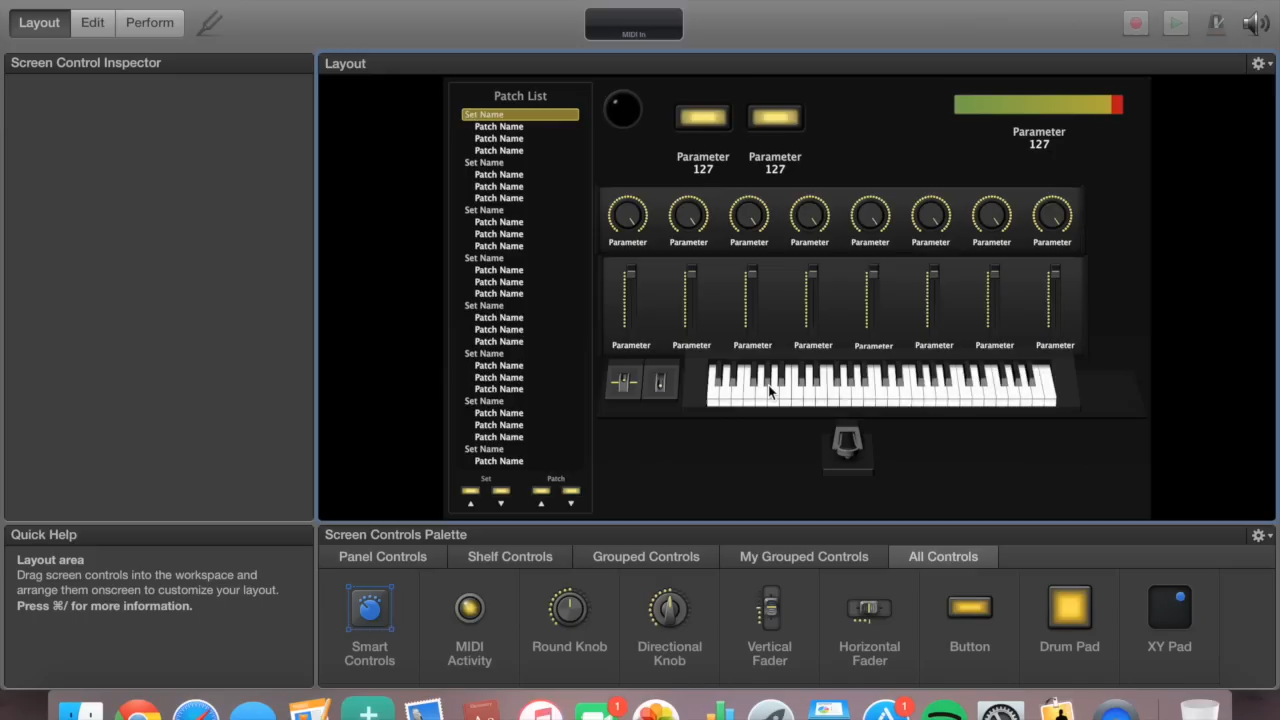 Layout Edit Perform
MIDI In
Screen Control Inspector
Layout
Patch List
Set Name
Patch Name
Patch Name
Patch Name
Set Name
Patch Name
Patch Name
Patch Name
Set Name
Patch Name
Patch Name
Patch Name
Set Name
Patch Name
Patch Name
Patch Name
Set Name
Patch Name
Patch Name
Patch Name
Set Name
Patch Name
Patch Name
Patch Name
Set Name
Patch Name
Patch Name
Patch Name
Set Name
Patch Name
Set Patch
Parameter
127
Parameter
127
Parameter
127
Parameter Parameter Parameter Parameter Parameter Parameter Parameter Parameter
Parameter Parameter Parameter Parameter Parameter Parameter Parameter Parameter
Quick Help
Layout area
Drag screen controls into the workspace and
arrange them onscreen to customize your layout.
Press ⌘/ for more information.
Screen Controls Palette
Panel Controls Shelf Controls Grouped Controls My Grouped Controls All Controls
Smart
Controls
MIDI
Activity
Round Knob
Directional
Knob
Vertical
Fader
Horizontal
Fader
Button
Drum Pad
XY Pad
1 1